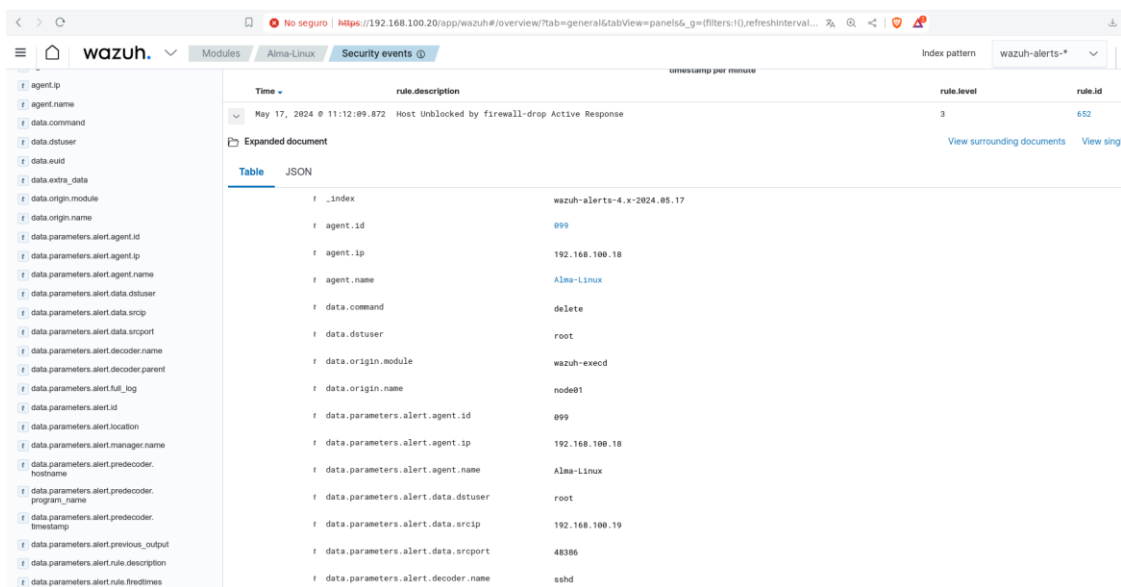 No seguro https://192.168.100.20/app/wazuh#/overview/?tab=general&tabView=panels&_g=(filters:!(),refreshInterval...
wazuh. Modules Alma-Linux Security events Index pattern wazuh-alerts-*
timestamp per minute
t agent.ip
t agent.name
t data.command
t data.dstuser
t data.euid
t data.extra_data
t data.origin.module
t data.origin.name
t data.parameters.alert.agent.id
t data.parameters.alert.agent.ip
t data.parameters.alert.agent.name
t data.parameters.alert.data.dstuser
t data.parameters.alert.data.srcip
t data.parameters.alert.data.srcport
t data.parameters.alert.decoder.name
t data.parameters.alert.decoder.parent
t data.parameters.alert.full_log
t data.parameters.alert.id
t data.parameters.alert.location
t data.parameters.alert.manager.name
t data.parameters.alert.predecoder.
hostname
t data.parameters.alert.predecoder.
program_name
t data.parameters.alert.predecoder.
timestamp
t data.parameters.alert.previous_output
t data.parameters.alert.rule.description
t data.parameters.alert.rule.firedtimes
Time rule.description rule.level rule.id
May 17, 2024 @ 11:12:09.872 Host Unblocked by firewall-drop Active Response 3 652
Expanded document View surrounding documents View sing
Table JSON
t _index wazuh-alerts-4.x-2024.05.17
t agent.id 099
t agent.ip 192.168.100.18
t agent.name Alma-Linux
t data.command delete
t data.dstuser root
t data.origin.module wazuh-execd
t data.origin.name node01
t data.parameters.alert.agent.id 099
t data.parameters.alert.agent.ip 192.168.100.18
t data.parameters.alert.agent.name Alma-Linux
t data.parameters.alert.data.dstuser root
t data.parameters.alert.data.srcip 192.168.100.19
t data.parameters.alert.data.srcport 48386
t data.parameters.alert.decoder.name sshd